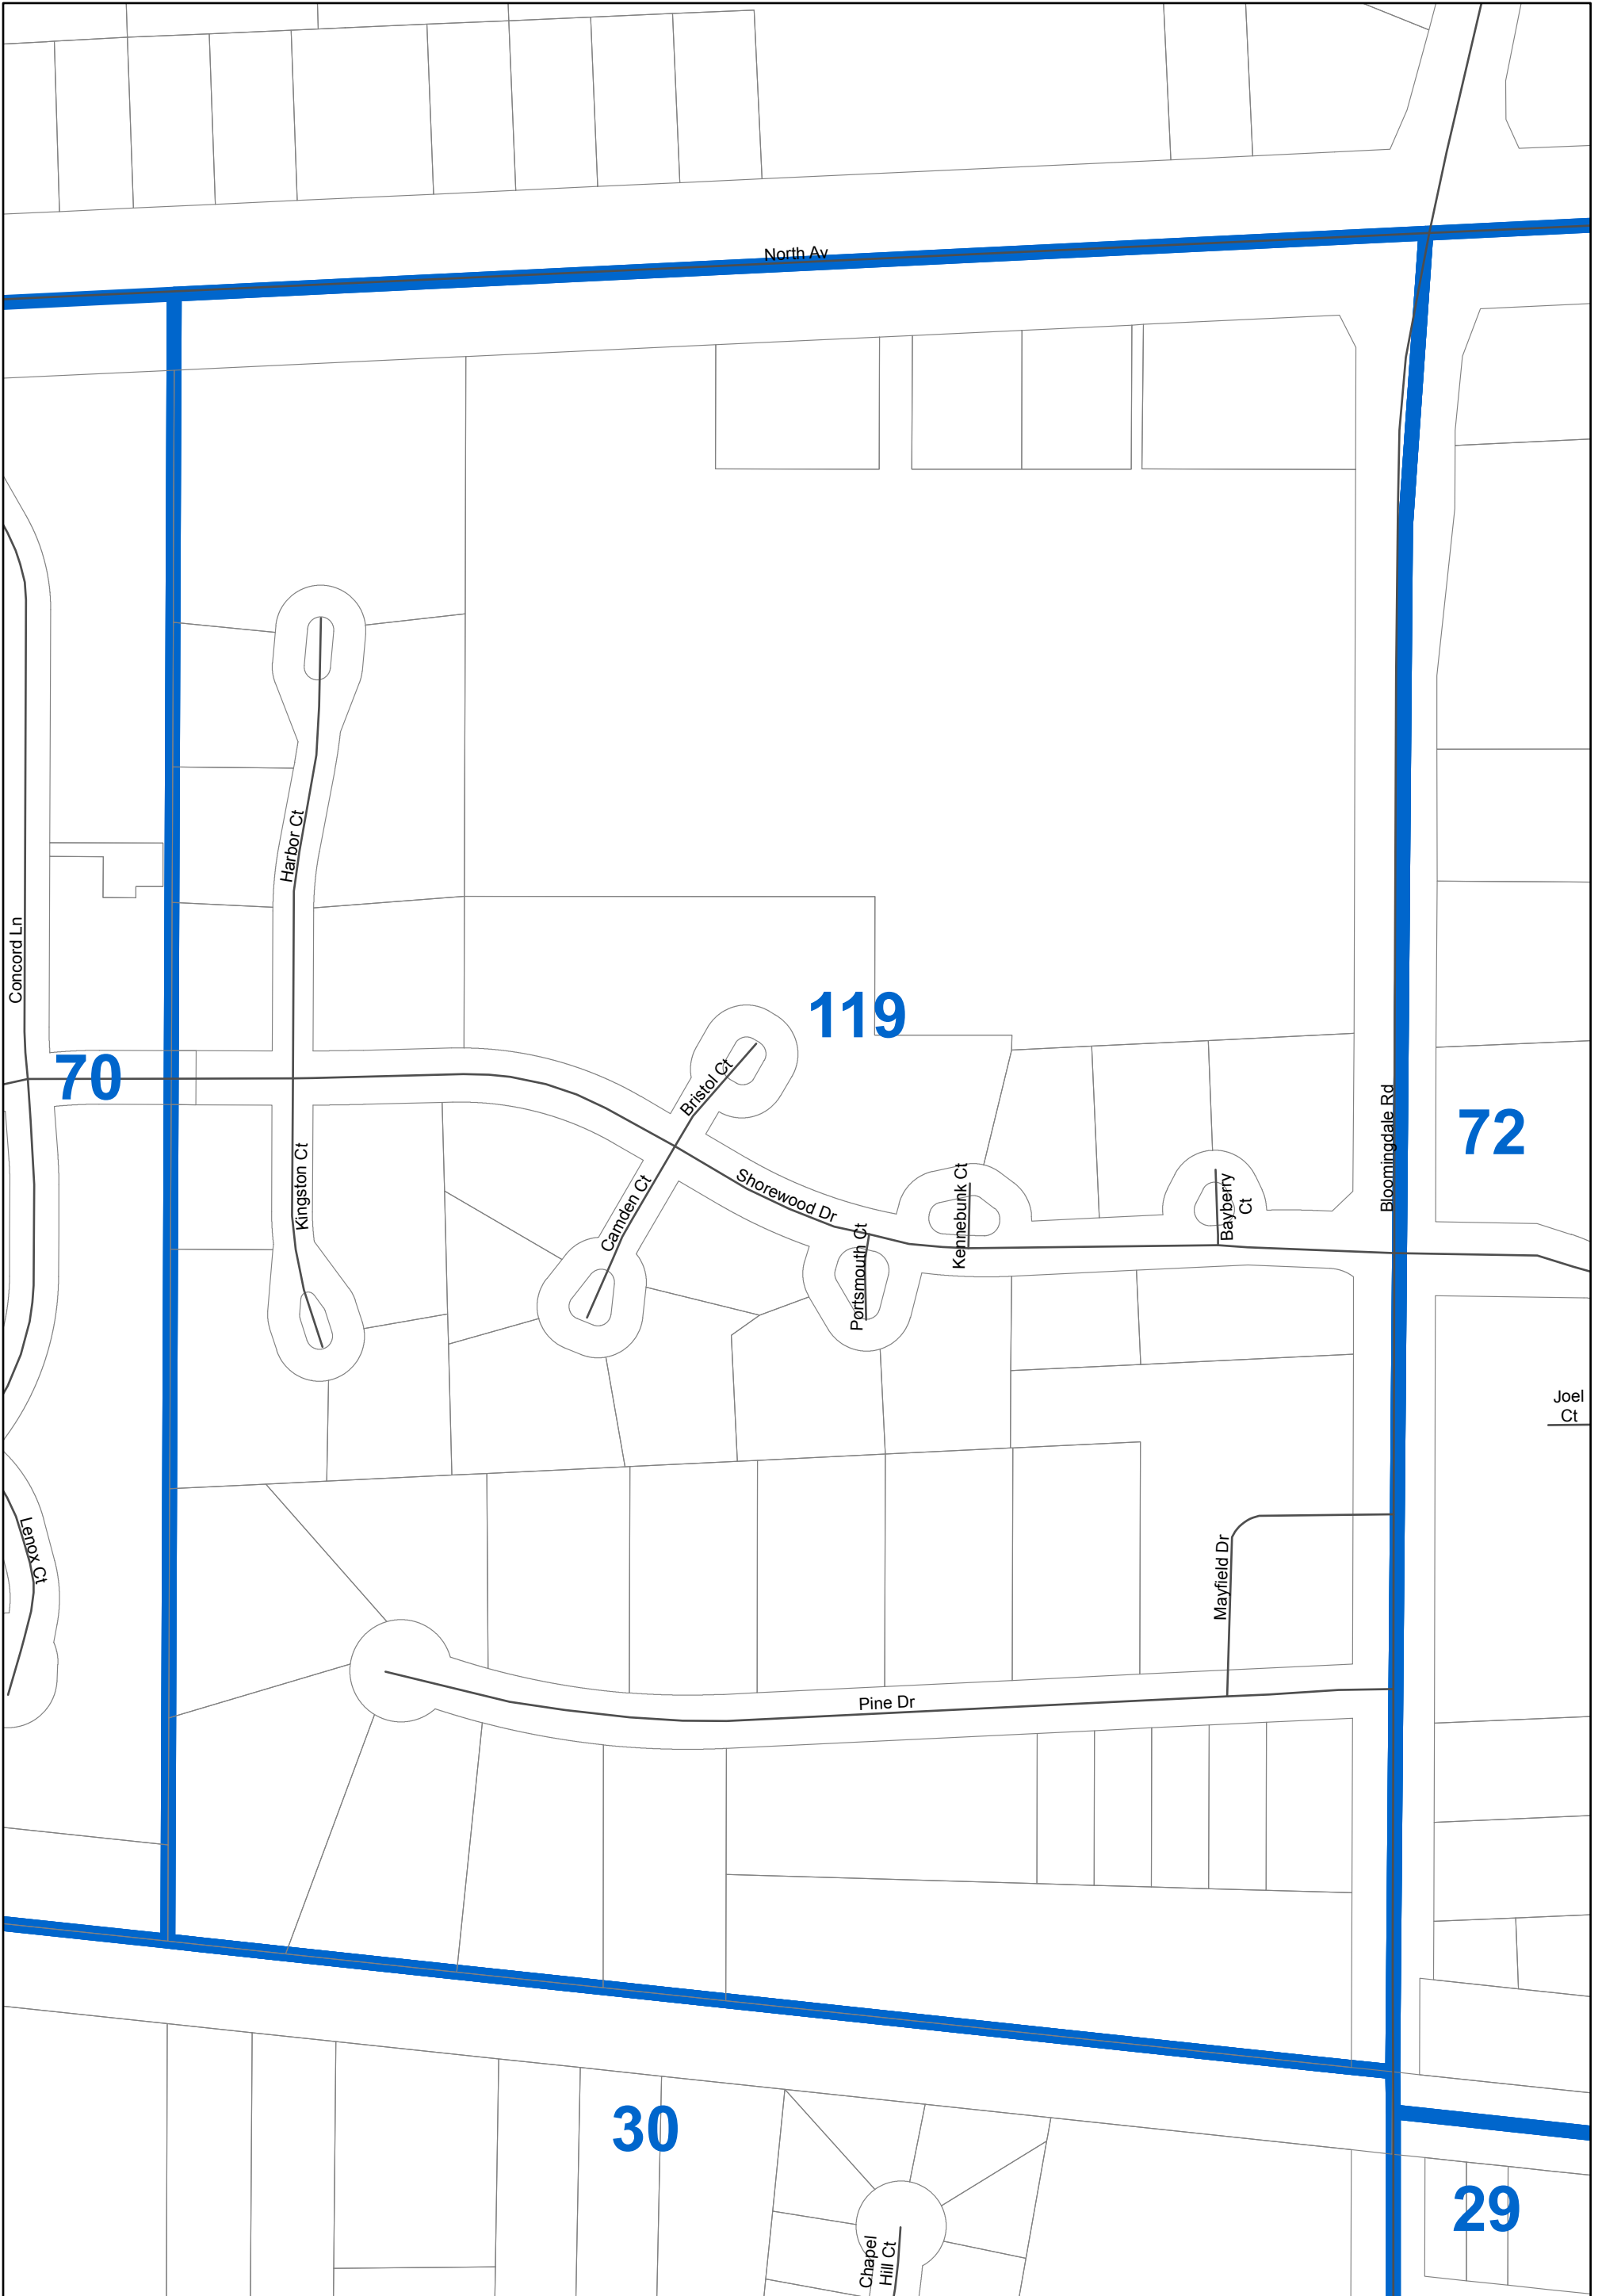 North Av
Harbor Ct
Concord Ln
119
70
Bristol Ct
Bloomingdale Rd
72
Kingston Ct
Camden Ct
Shorewood Dr
Portsmouth Ct
Kennebunk Ct
Bayberry
Ct
Joel
Ct
Lenox Ct
Mayfield Dr
Pine Dr
30
29
Chapel
Hill Ct